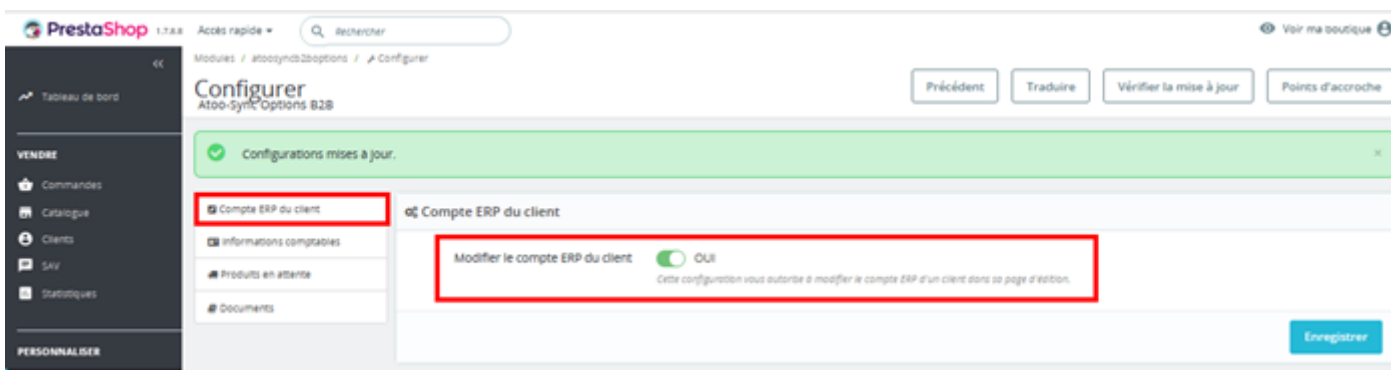 PrestaShop 1.7.8.8 Accès rapide Rechercher Voir ma boutique
Modules / atoosyncb2boptions / Configurer
Configurer
Atoo-Sync Options B2B
Précédent Traduire Vérifier la mise à jour Points d'accroche
Tableau de bord
VENDRE
Commandes
Catalogue
Clients
SAV
Statistiques
PERSONNALISER
Configurations mises à jour.
Compte ERP du client
Informations comptables
Produits en attente
Documents
Compte ERP du client
Modifier le compte ERP du client OUI
Cette configuration vous autorise à modifier le compte ERP d'un client dans sa page d'édition.
Enregistrer